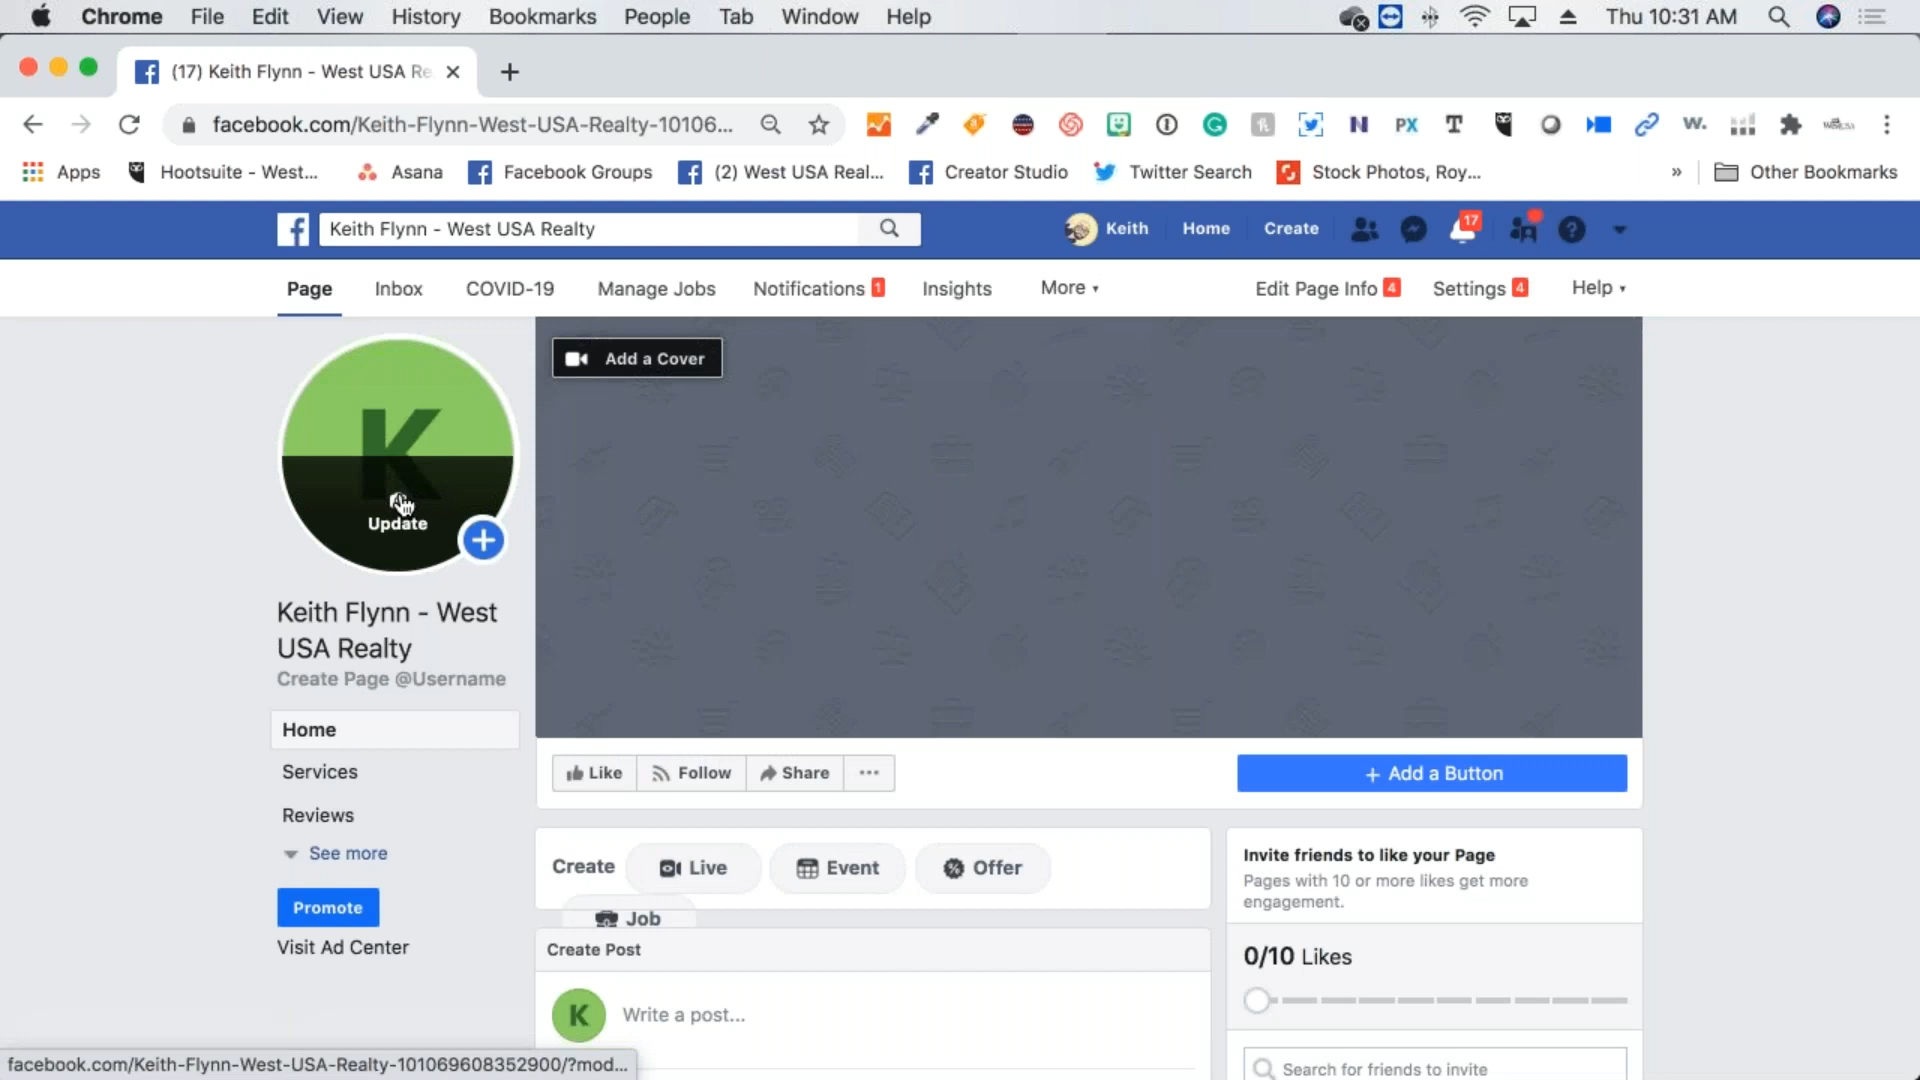 Chrome File Edit View History Bookmarks People Tab Window Help Thu 10:31 AM
(17) Keith Flynn - West USA Re
facebook.com/Keith-Flynn-West-USA-Realty-10106...
Apps Hootsuite - West... Asana Facebook Groups (2) West USA Real... Creator Studio Twitter Search Stock Photos, Roy... » Other Bookmarks
Keith Flynn - West USA Realty Keith Home Create 17
Page Inbox COVID-19 Manage Jobs Notifications 1 Insights More Edit Page Info 4 Settings 4 Help
Add a Cover
K
Update
Keith Flynn - West
USA Realty
Create Page @Username
Home
Services
Reviews
See more
Promote
Visit Ad Center
Like Follow Share ... + Add a Button
Create Live Event Offer
Job
Create Post
K Write a post...
Invite friends to like your Page
Pages with 10 or more likes get more
engagement.
0/10 Likes
Search for friends to invite
facebook.com/Keith-Flynn-West-USA-Realty-101069608352900/?mod...